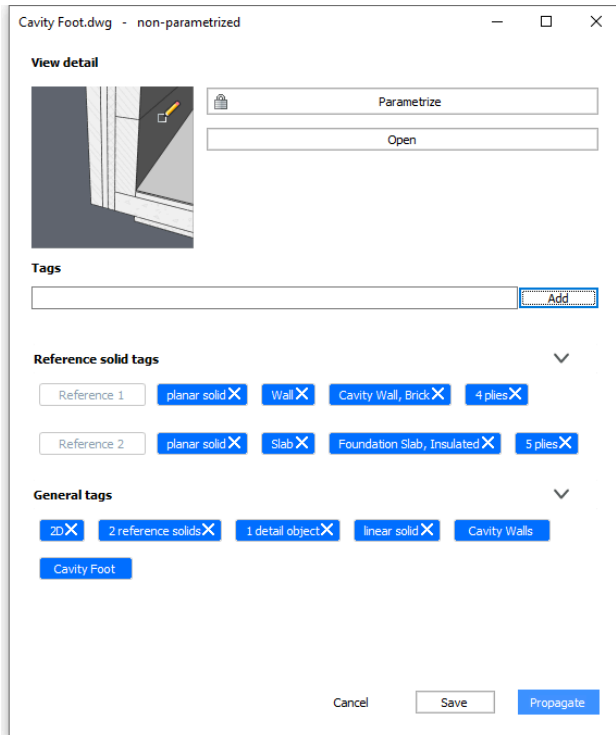 Cavity Foot.dwg - non-parametrized
View detail
Parametrize
Open
Tags
Add
Reference solid tags
Reference 1 planar solid Wall Cavity Wall, Brick 4 plies
Reference 2 planar solid Slab Foundation Slab, Insulated 5 plies
General tags
2D 2 reference solids 1 detail object linear solid Cavity Walls
Cavity Foot
Cancel Save Propagate